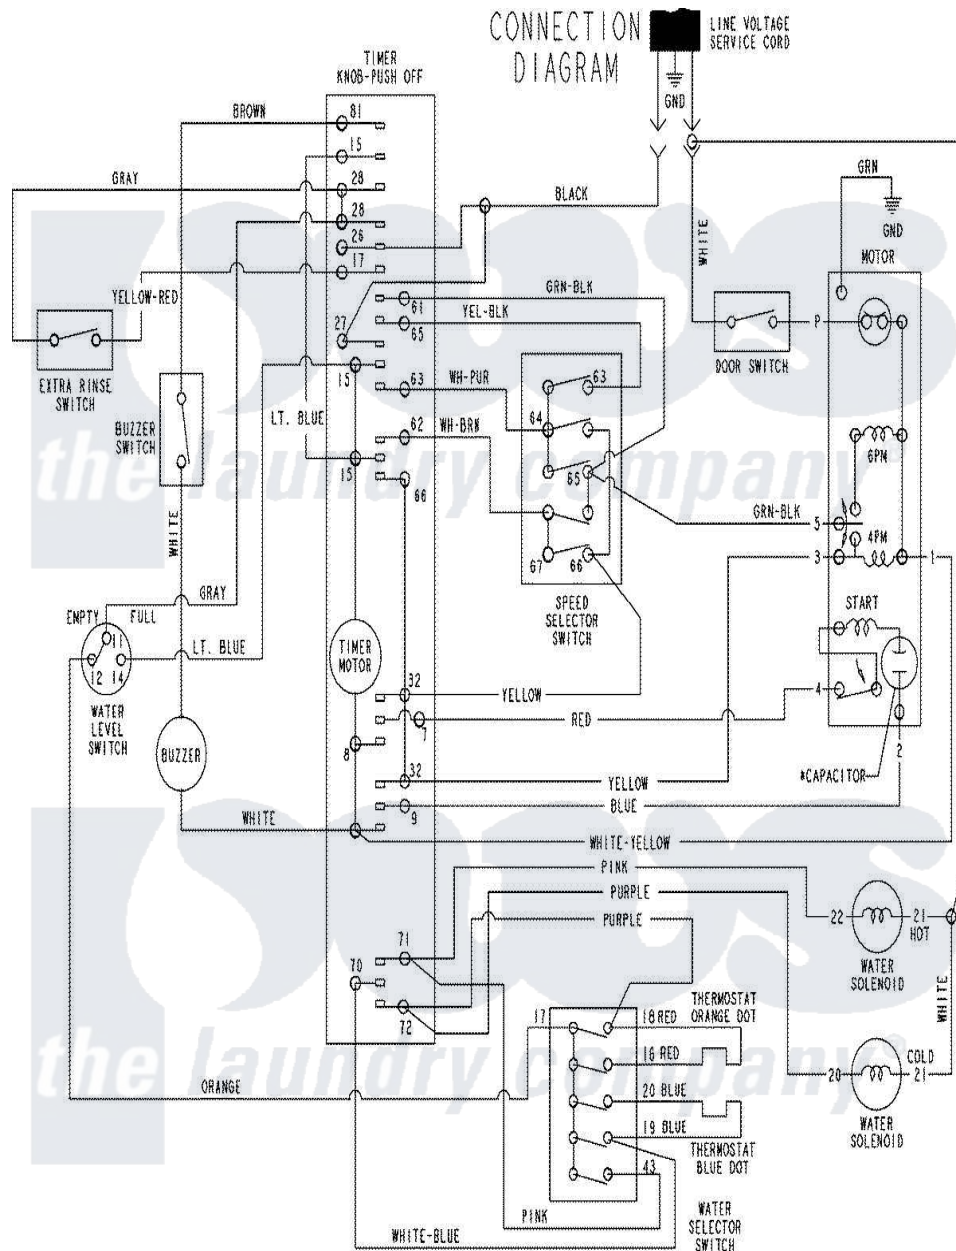 CONNECTION
DIAGRAM
LINE VOLTAGE
SERVICE CORD
GND
TIMER
KNOB-PUSH OFF
BROWN
81
15
GRAY
28
28
26
17
BLACK
WHITE
GRN
GND
MOTOR
YELLOW-RED
61
65
27
15
63
62
15
66
GRN-BLK
YEL-BLK
WH-PUR
WH-BRN
LT. BLUE
EXTRA RINSE
SWITCH
BUZZER
SWITCH
WHITE
63
64
65
67
66
SPEED
SELECTOR
SWITCH
DOOR SWITCH
P
6PM
GRN-BLK
5
4PM
3
1
START
4
2
*CAPACITOR
EMPTY
FULL
GRAY
11
12
14
LT. BLUE
WATER
LEVEL
SWITCH
TIMER
MOTOR
BUZZER
32
YELLOW
7
RED
8
32
YELLOW
9
BLUE
WHITE
WHITE-YELLOW
PINK
PURPLE
PURPLE
22
21
HOT
WATER
SOLENOID
WHITE
71
70
72
17
18 RED
THERMOSTAT
ORANGE DOT
16 RED
20 BLUE
19 BLUE
THERMOSTAT
BLUE DOT
43
20
COLD
21
WATER
SOLENOID
ORANGE
PINK
WHITE-BLUE
WATER
SELECTOR
SWITCH
the laundry company
the laundry company®